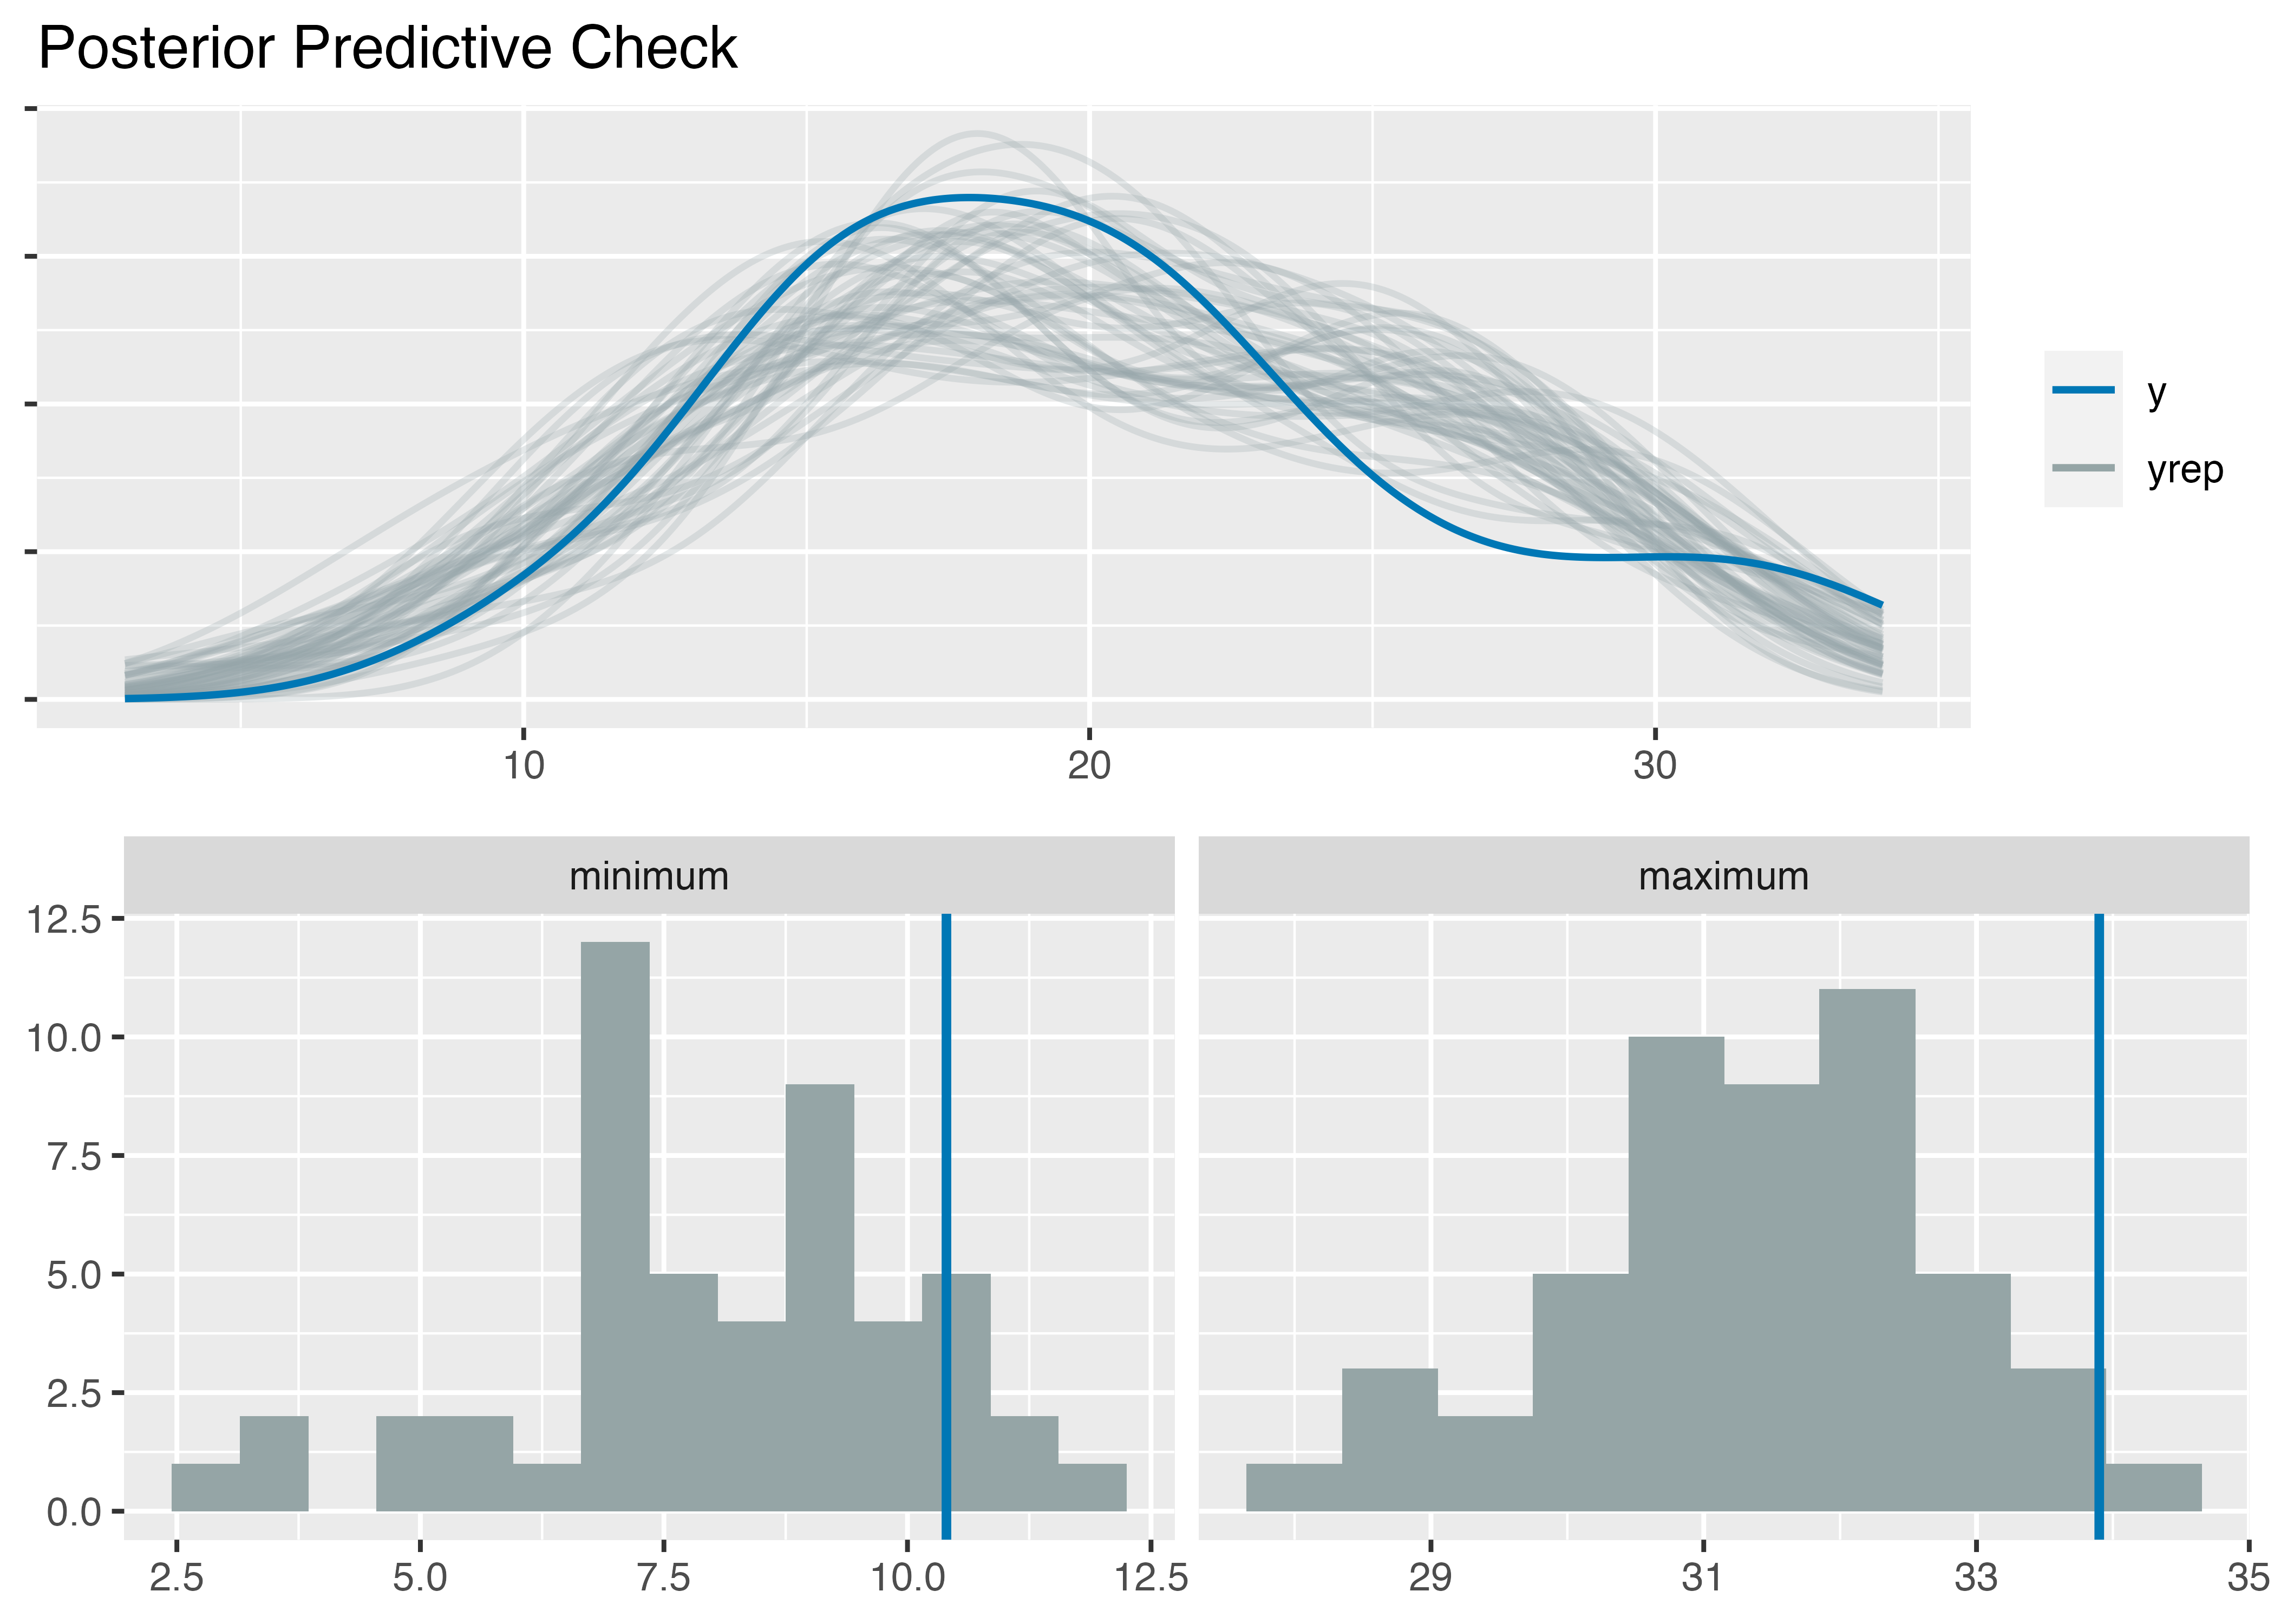 Posterior Predictive Check
y
yrep
10 20 30
minimum maximum
12.5
10.0
7.5
5.0
2.5
0.0
2.5 5.0 7.5 10.0 12.5 29 31 33 35